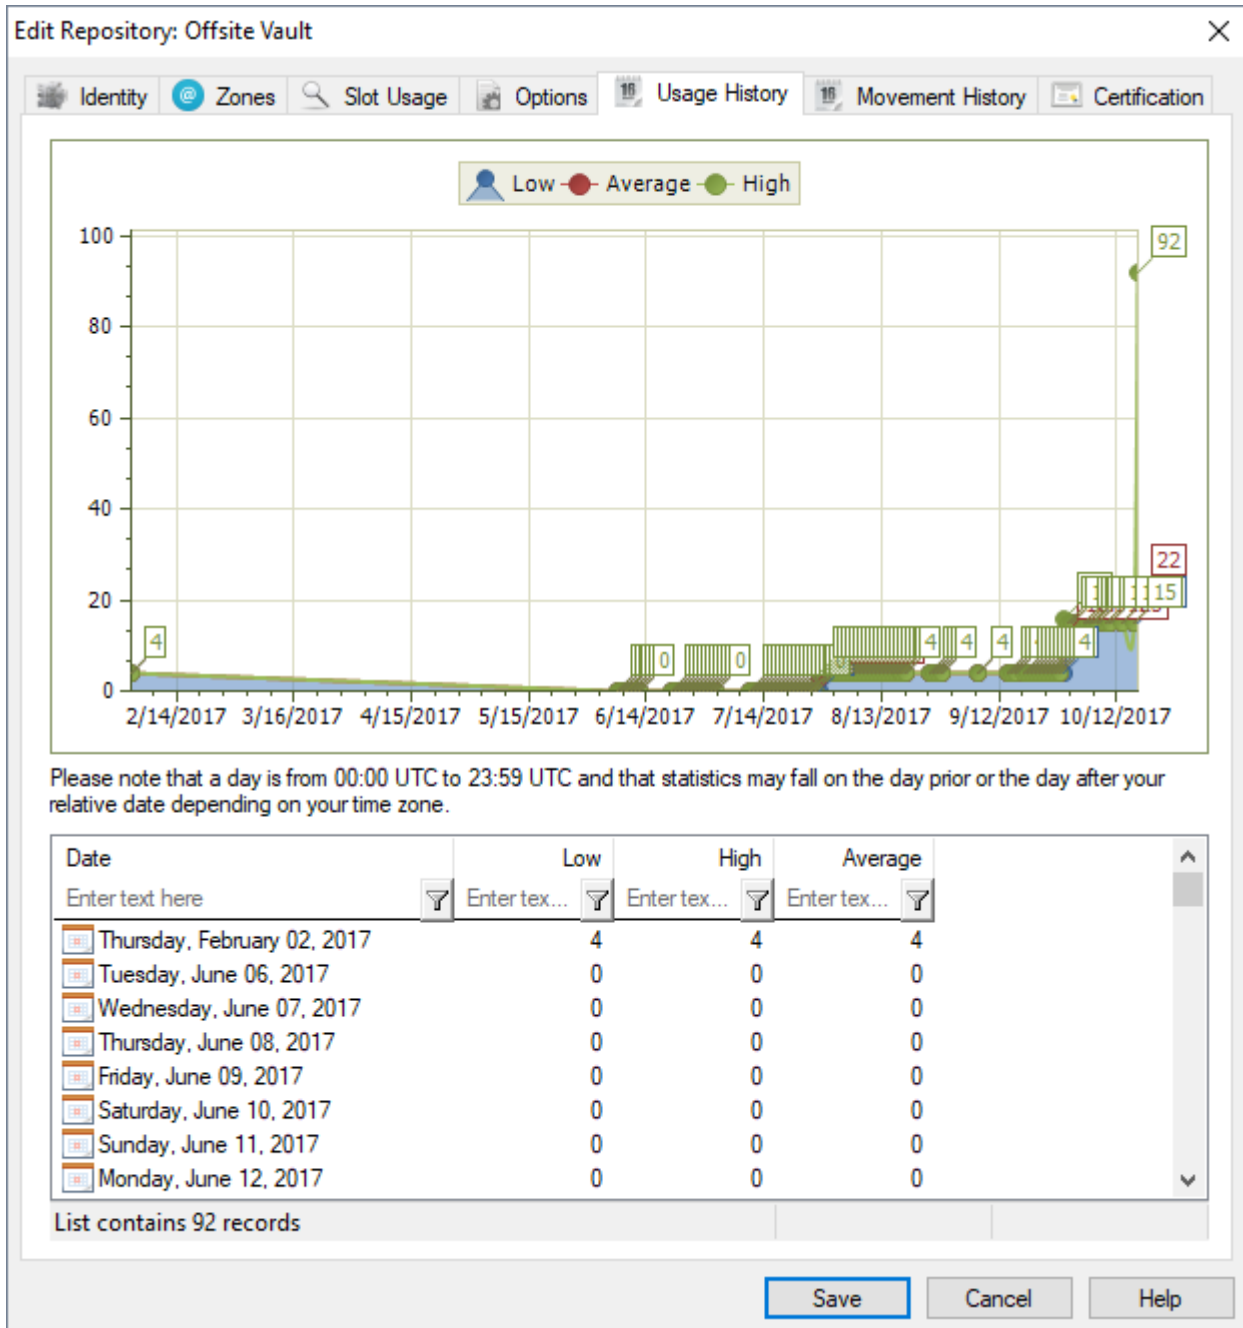 Edit Repository: Offsite Vault
Identity Zones Slot Usage Options Usage History Movement History Certification
Low Average High
100
92
80
60
40
22
20
15
4
0
0
4
4
4
4
0
2/14/2017 3/16/2017 4/15/2017 5/15/2017 6/14/2017 7/14/2017 8/13/2017 9/12/2017 10/12/2017
Please note that a day is from 00:00 UTC to 23:59 UTC and that statistics may fall on the day prior or the day after your
relative date depending on your time zone.
Date Low High Average
Enter text here Enter tex... Enter tex... Enter tex...
Thursday, February 02, 2017 4 4 4
Tuesday, June 06, 2017 0 0 0
Wednesday, June 07, 2017 0 0 0
Thursday, June 08, 2017 0 0 0
Friday, June 09, 2017 0 0 0
Saturday, June 10, 2017 0 0 0
Sunday, June 11, 2017 0 0 0
Monday, June 12, 2017 0 0 0
List contains 92 records
Save Cancel Help